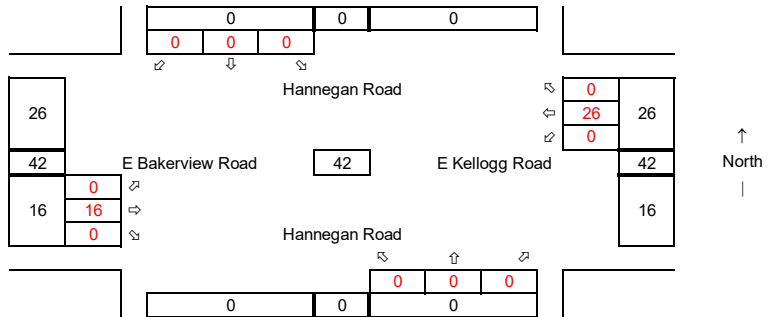 0 0 0
0 0 0
⬃ ⇩ ⬂
Hannegan Road
⬁ 0
26 ⇦ 26 26
⬃ 0
42 E Bakerview Road 42 E Kellogg Road 42
0 ⬀
16 16 ⇨ 16
0 ⬂
Hannegan Road
⬁ ⇧ ⬀
0 0 0
0 0 0
↑
North
|